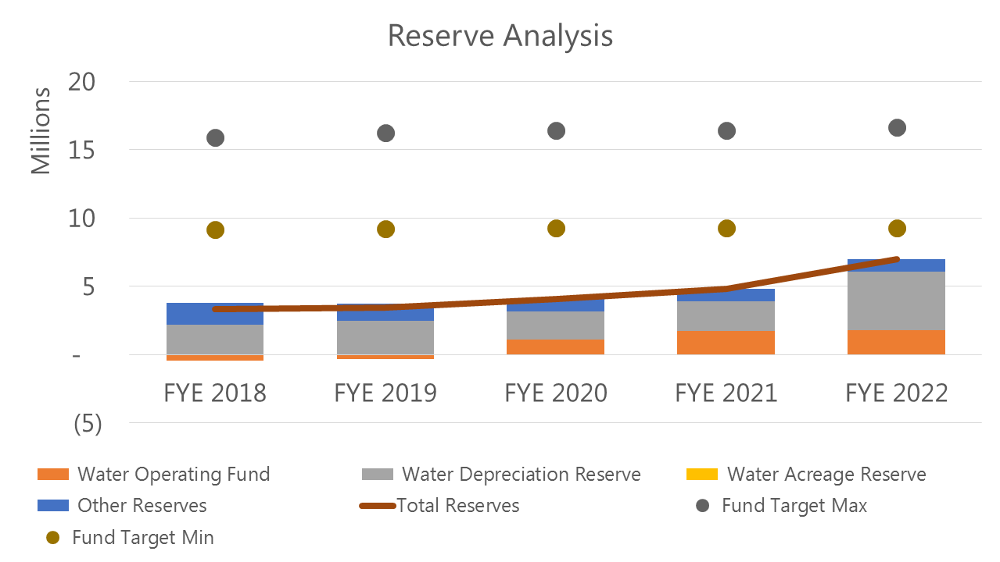 Reserve Analysis
Millions
20
15
10
5
-
(5)
FYE 2018 FYE 2019 FYE 2020 FYE 2021 FYE 2022
Water Operating Fund Water Depreciation Reserve Water Acreage Reserve
Other Reserves Total Reserves Fund Target Max
Fund Target Min